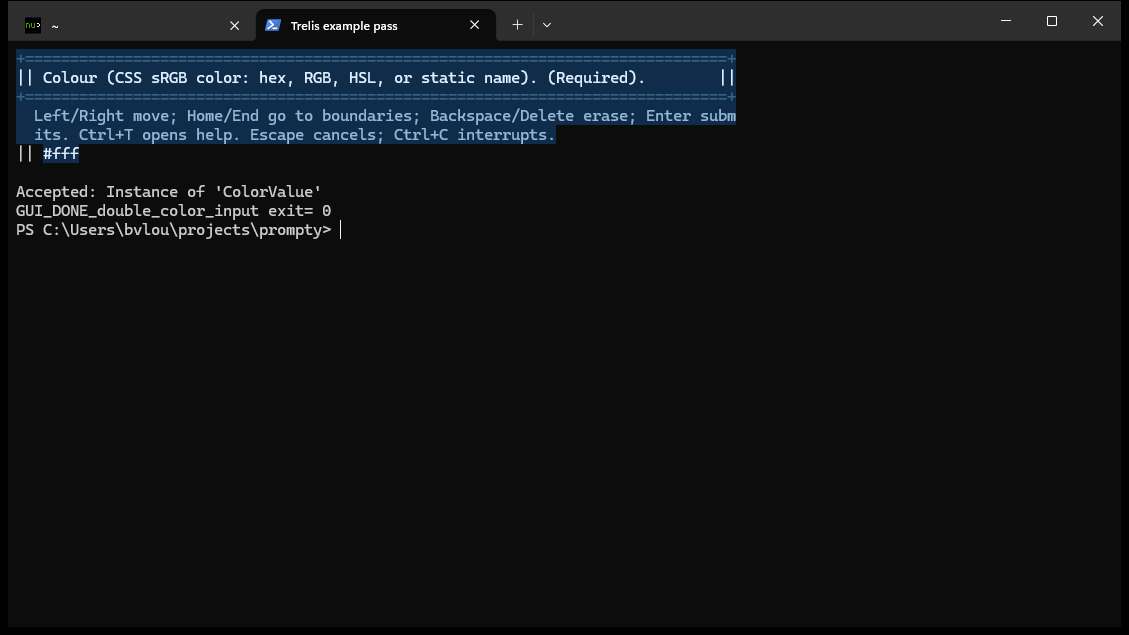 nu> ~
Trelis example pass
+==============================================================================+
|| Colour (CSS sRGB color: hex, RGB, HSL, or static name). (Required).        ||
+==============================================================================+
Left/Right move; Home/End go to boundaries; Backspace/Delete erase; Enter subm
its. Ctrl+T opens help. Escape cancels; Ctrl+C interrupts.
|| #fff
Accepted: Instance of 'ColorValue'
GUI_DONE_double_color_input exit= 0
PS C:\Users\bvlou\projects\prompty>